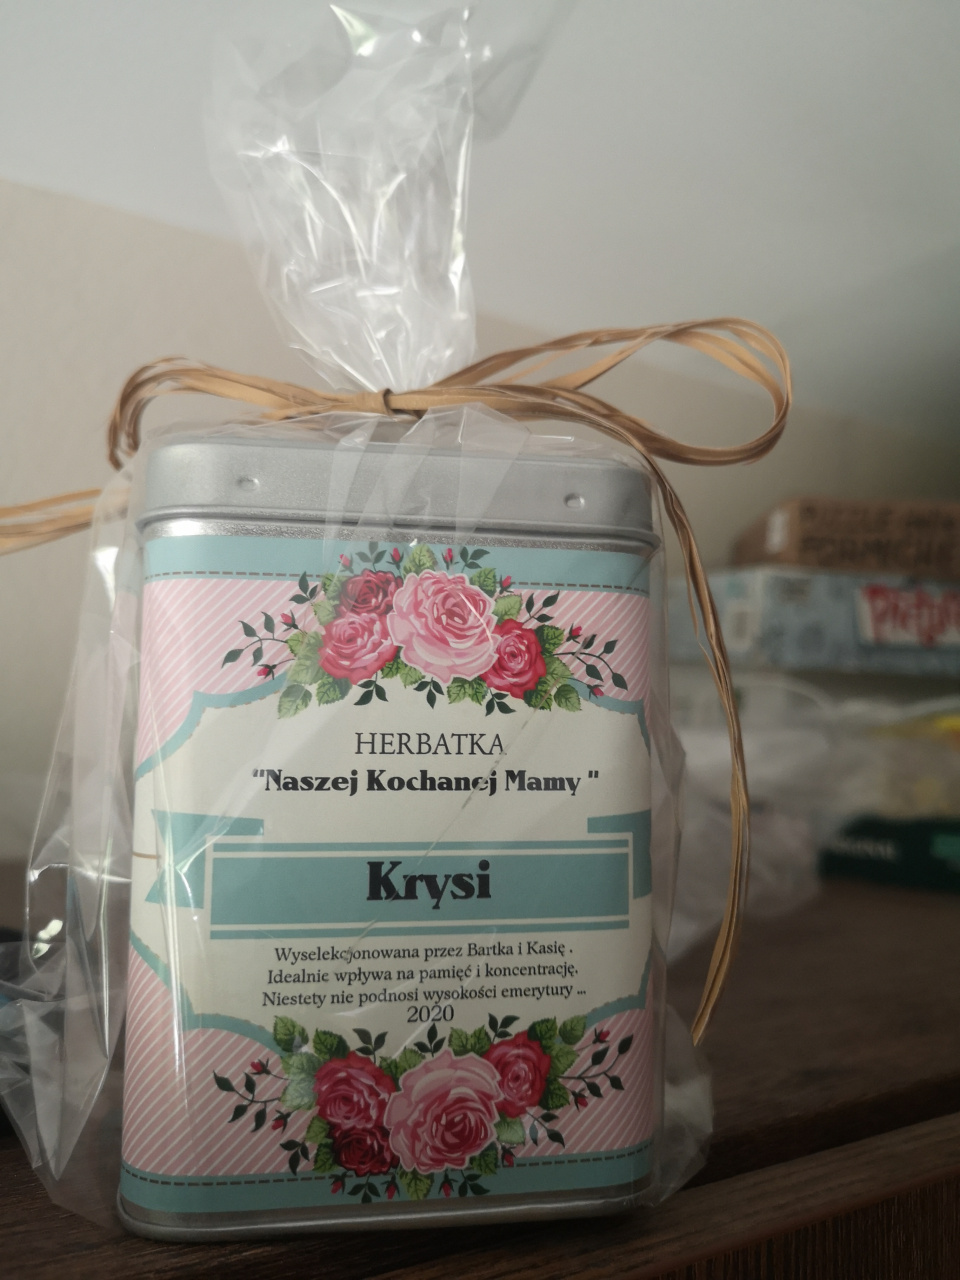 HERBATKA
"Naszej Kochanej Mamy "
Krysi
Wyselekcjonowana przez Bartka i Kasię .
Idealnie wpływa na pamięć i koncentrację.
Niestety nie podnosi wysokości emerytury ...
2020